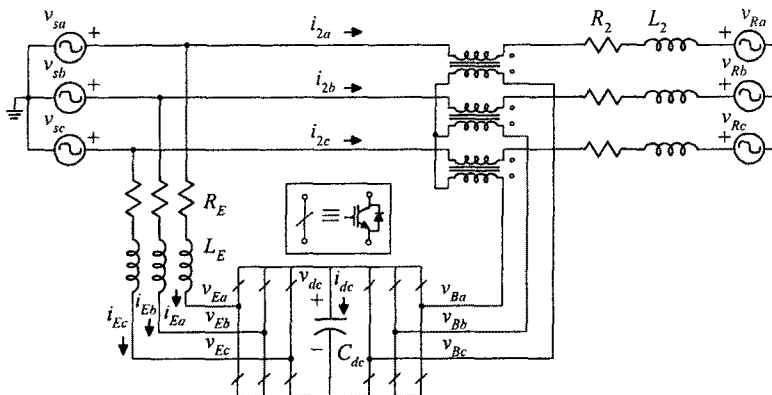 v_sa + i_2a R_2 L_2 v_Ra +
v_sb + i_2b v_Rb +
v_sc + i_2c v_Rc +
R_E
≡
L_E
v_Ea v_dc + i_dc v_Ba
i_Ec i_Eb i_Ea v_Eb v_Bb
v_Ec − C_dc v_Bc